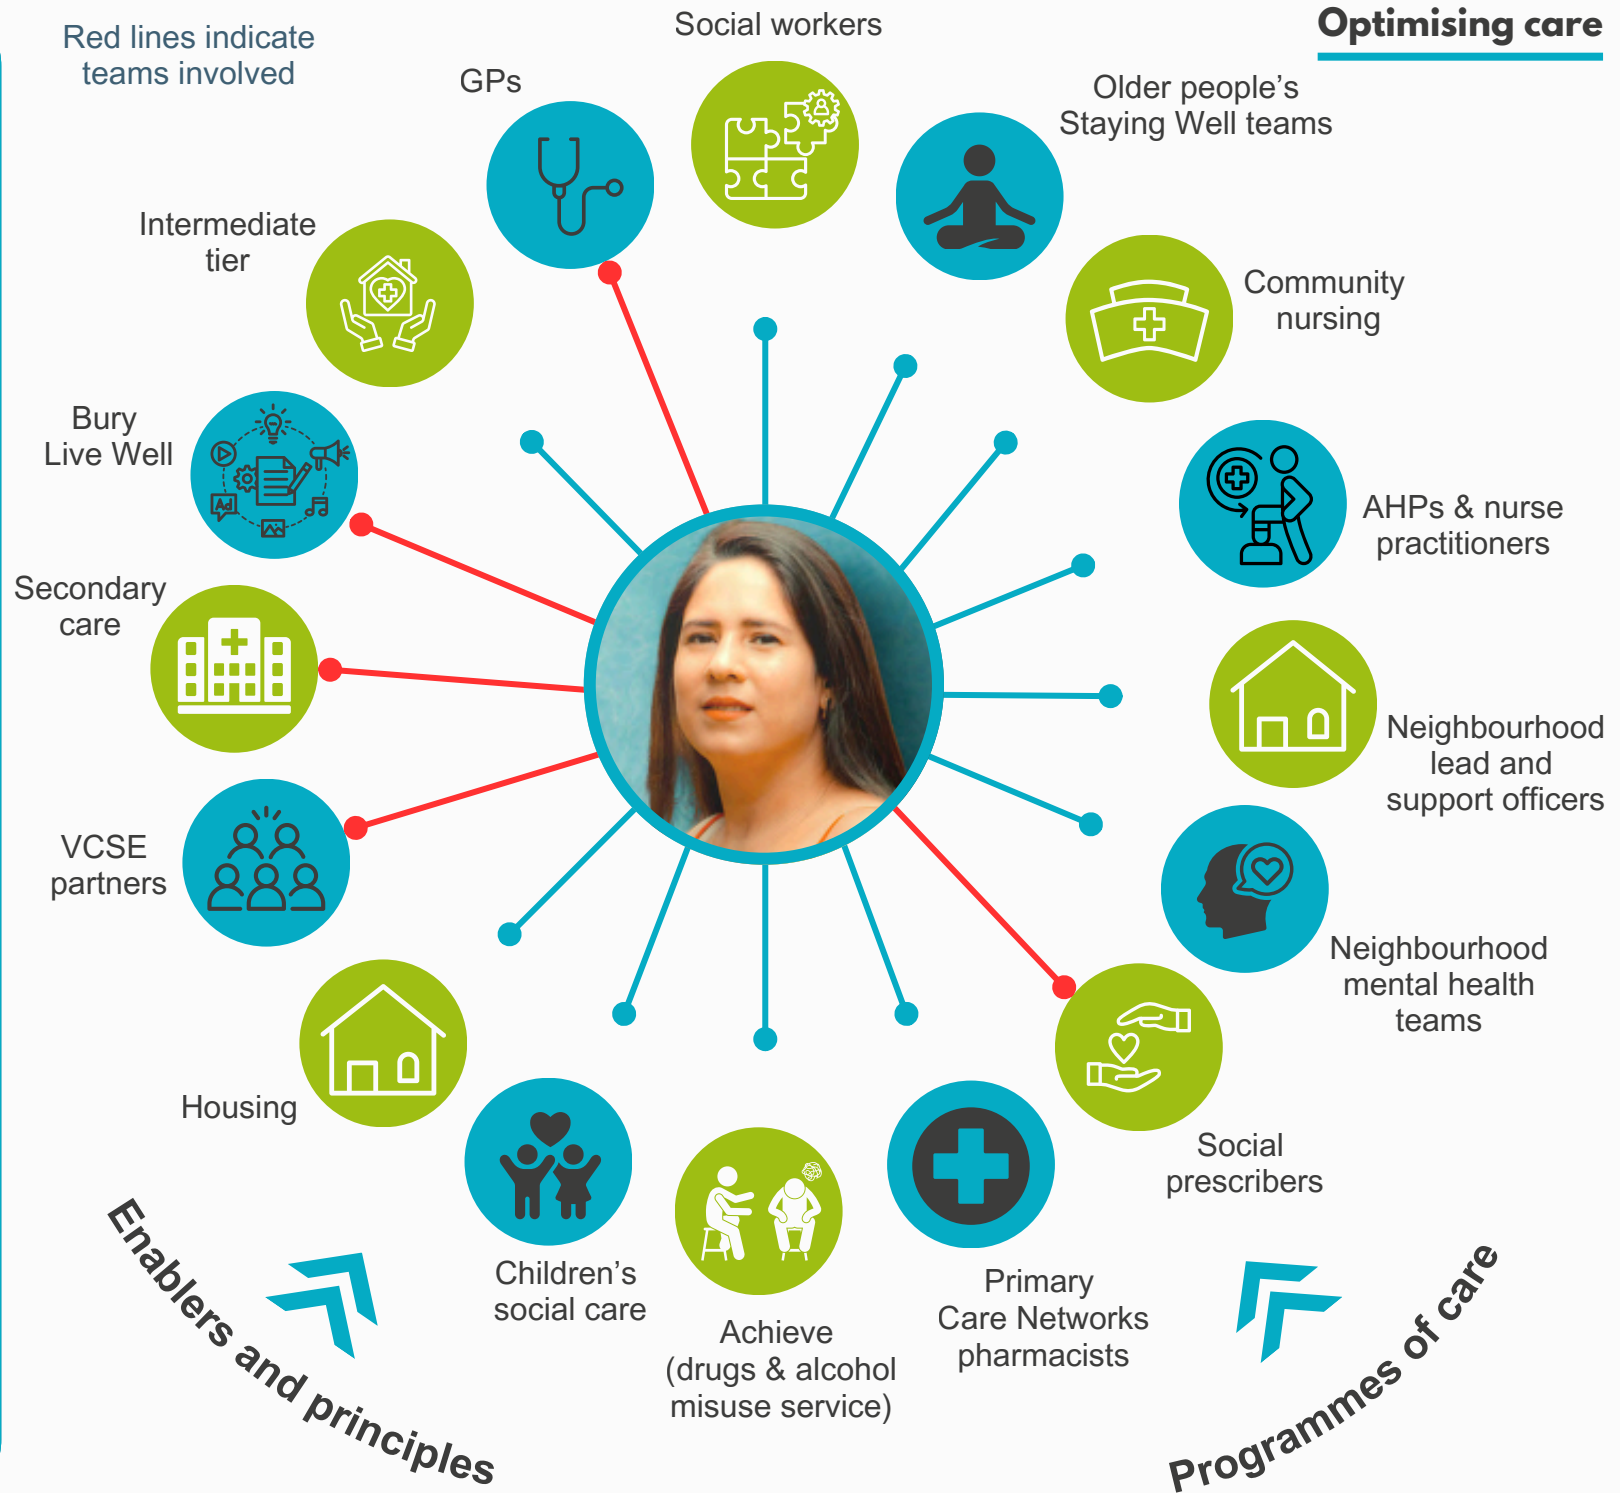 Red lines indicate
teams involved
Optimising care
Social workers
GPs
Older people's
Staying Well teams
Intermediate
tier
Community
nursing
Bury
Live Well
Ad
AHPs & nurse
practitioners
Secondary
care
Neighbourhood
lead and
support officers
VCSE
partners
Neighbourhood
mental health
teams
Housing
Social
prescribers
Children's
social care
Achieve
(drugs & alcohol
misuse service)
Primary
Care Networks
pharmacists
Enablers and principles
Programmes of care